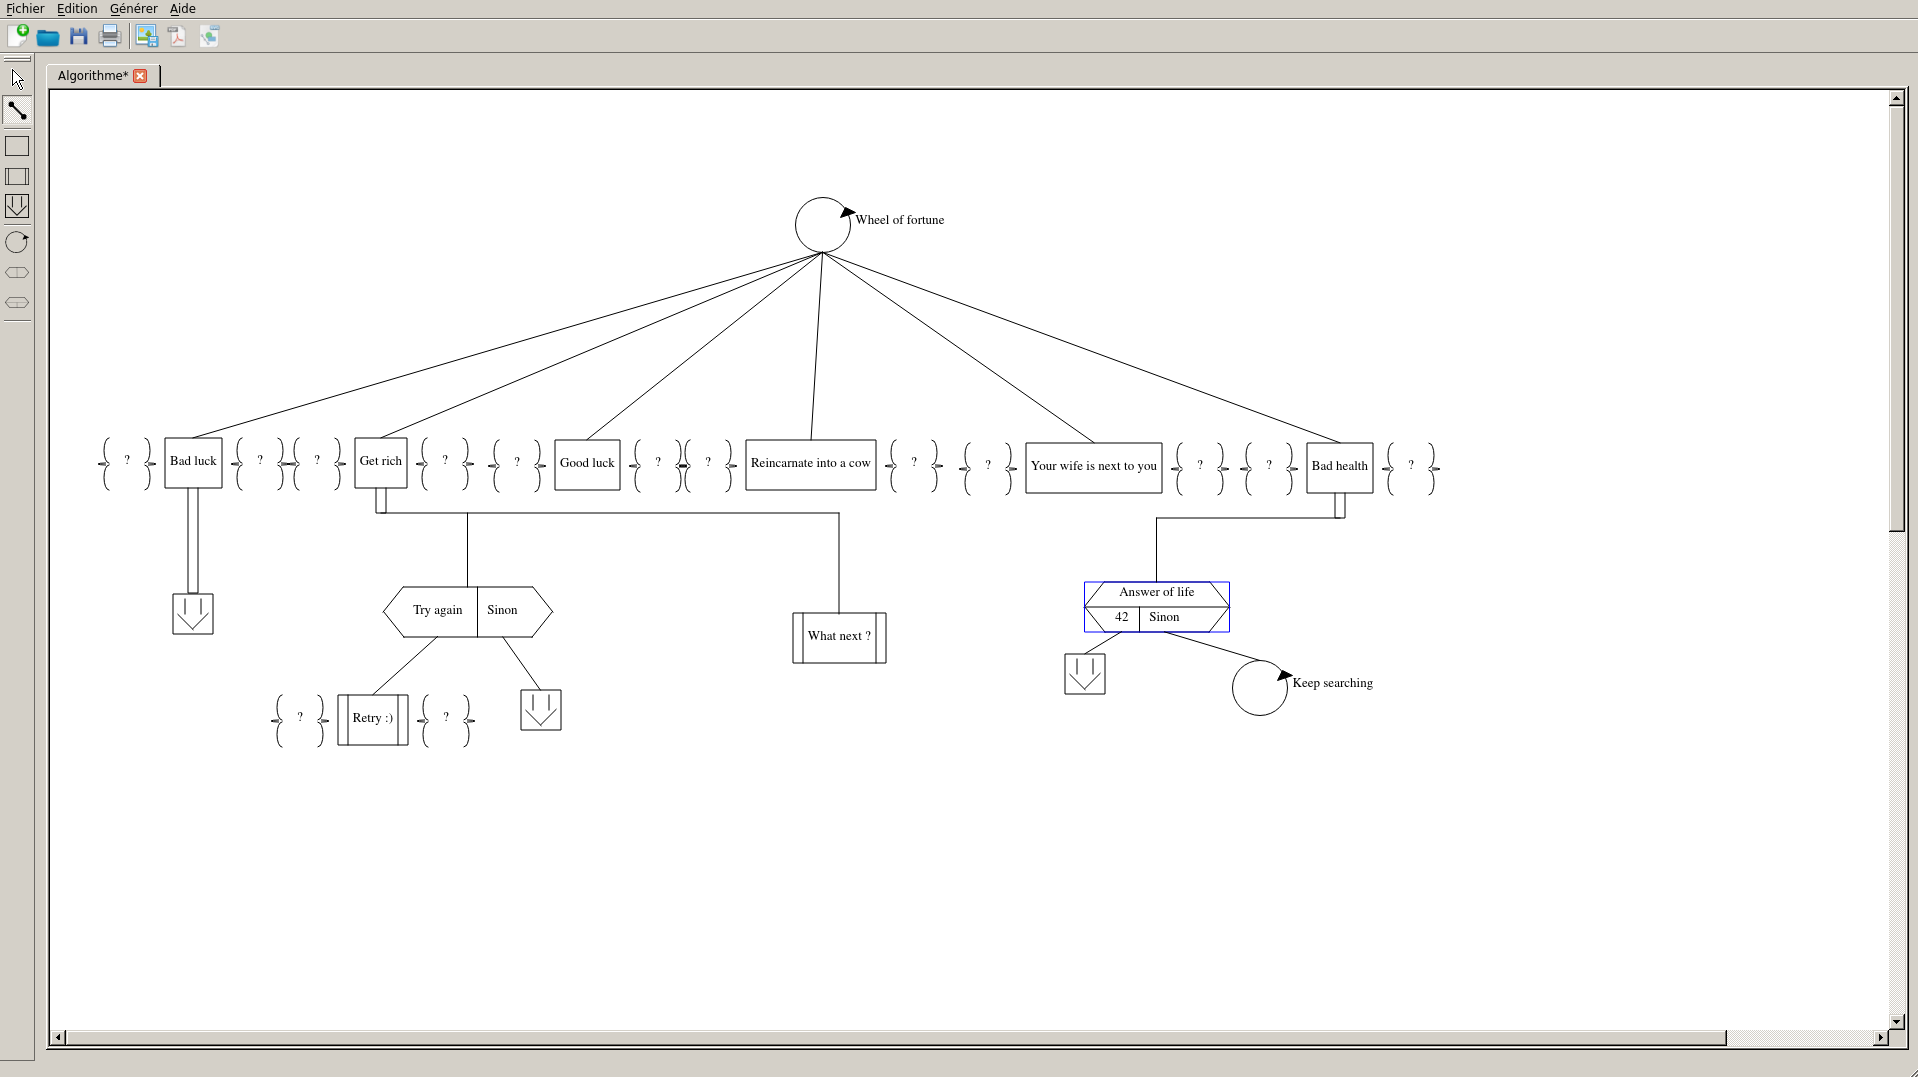 Fichier Edition Générer Aide
Algorithme*
Wheel of fortune
? Bad luck ? ? Get rich ? ? Good luck ? ? Reincarnate into a cow ? ? Your wife is next to you ? ? Bad health ?
Answer of life
Try again Sinon
42 Sinon
What next ?
Keep searching
? Retry :) ?